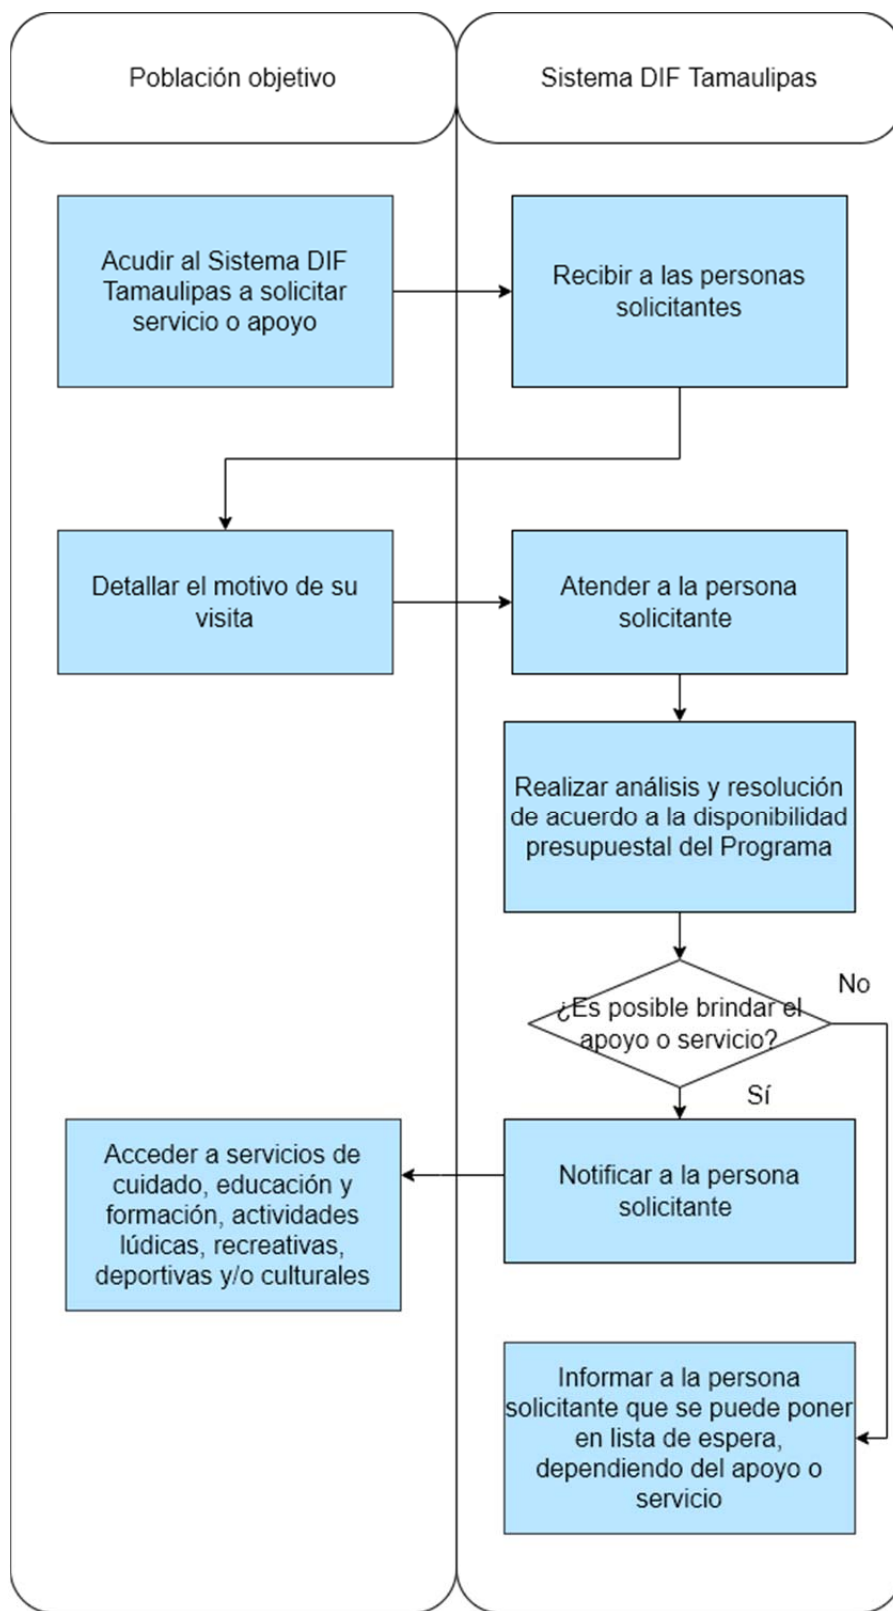 Población objetivo
Sistema DIF Tamaulipas
Acudir al Sistema DIF
Tamaulipas a solicitar
servicio o apoyo
Recibir a las personas
solicitantes
Detallar el motivo de su
visita
Atender a la persona
solicitante
Realizar análisis y resolución
de acuerdo a la disponibilidad
presupuestal del Programa
¿Es posible brindar el
apoyo o servicio?
No
Sí
Acceder a servicios de
cuidado, educación y
formación, actividades
lúdicas, recreativas,
deportivas y/o culturales
Notificar a la persona
solicitante
Informar a la persona
solicitante que se puede poner
en lista de espera,
dependiendo del apoyo o
servicio